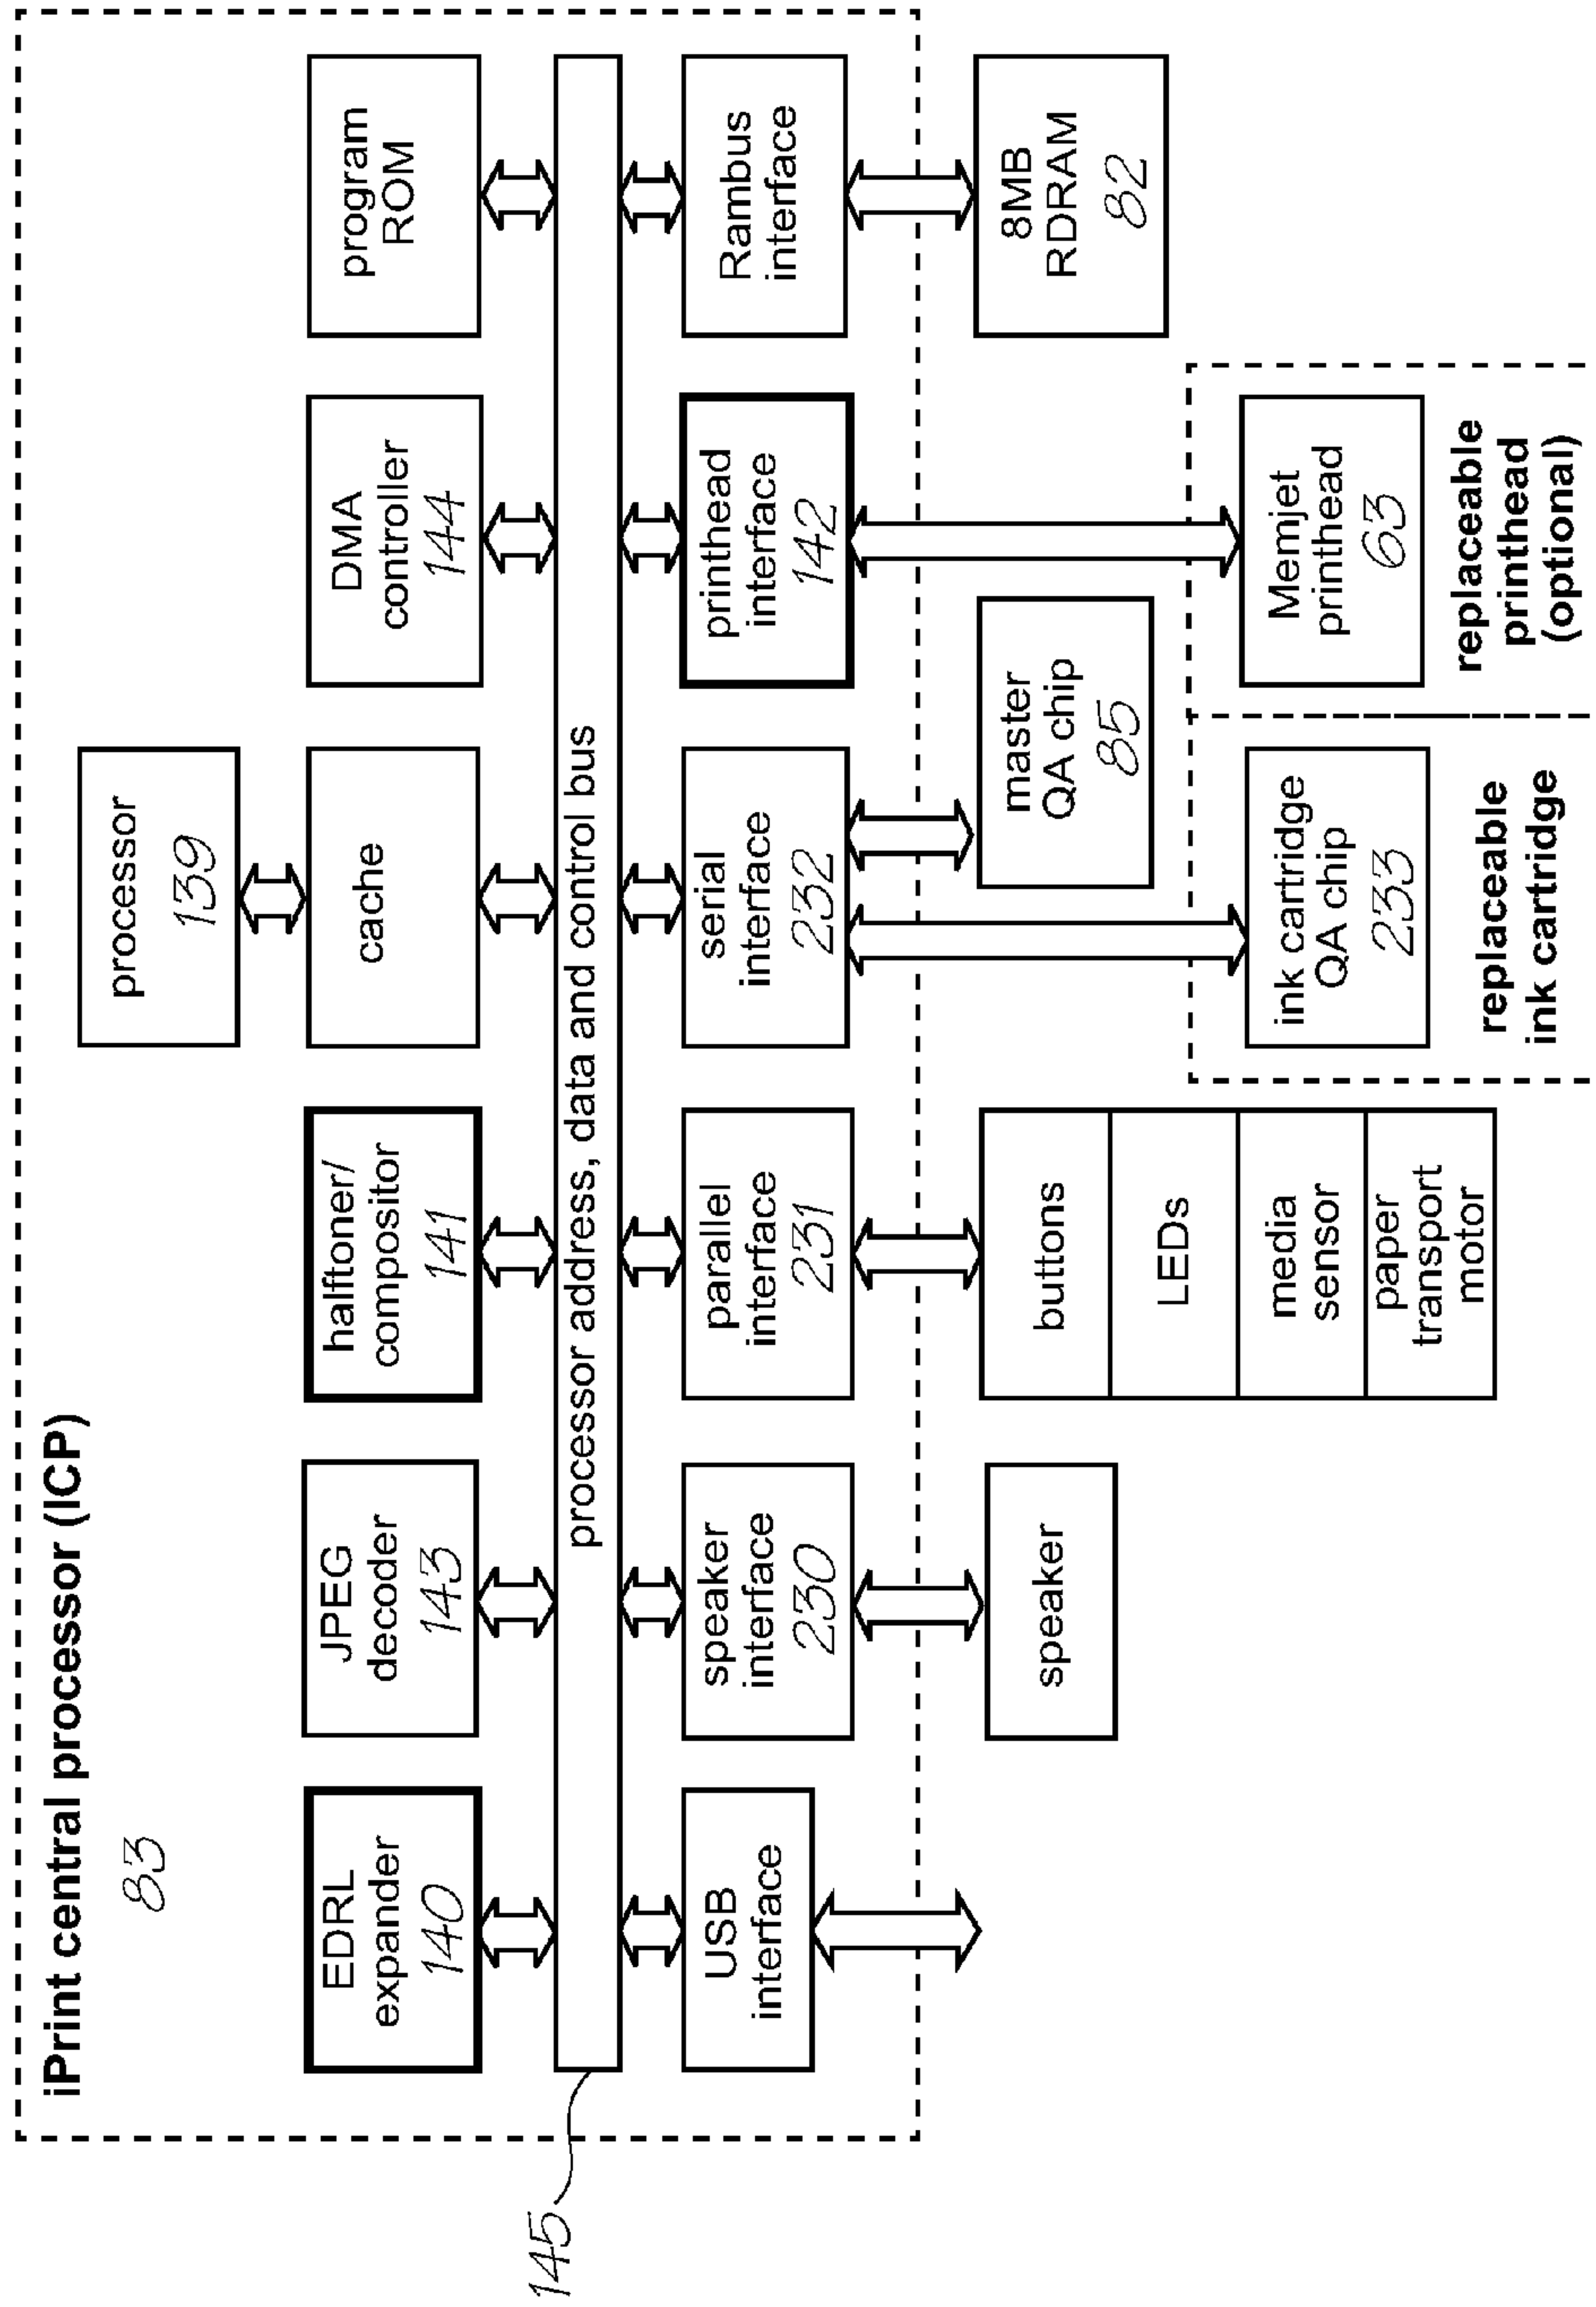 iPrint central processor (ICP)
83
processor
139
EDRL
expander
140
JPEG
decoder
143
halftoner/
compositor
141
cache
DMA
controller
144
program
ROM
145
processor address, data and control bus
USB
interface
speaker
interface
230
parallel
interface
231
serial
interface
232
printhead
interface
142
Rambus
interface
speaker
buttons
LEDs
media
sensor
paper
transport
motor
master
QA chip
85
8MB
RDRAM
82
ink cartridge
QA chip
233
Memjet
printhead
63
replaceable
ink cartridge
replaceable
printhead
(optional)